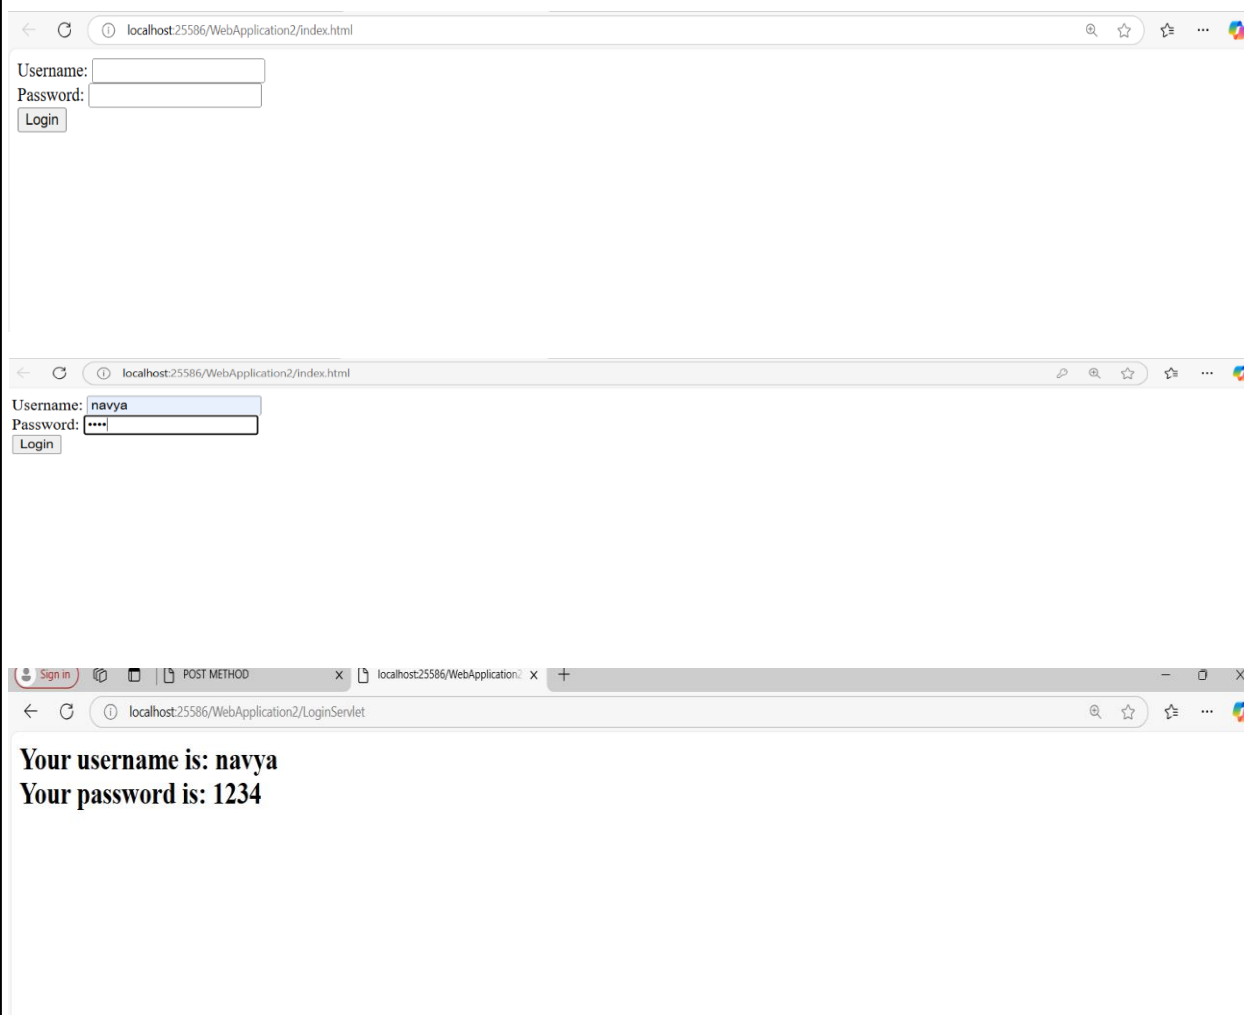 localhost:25586/WebApplication2/index.html
Username:
Password:
Login
localhost:25586/WebApplication2/index.html
Username: navya
Password: ••••
Login
Sign in POST METHOD localhost:25586/WebApplication2
localhost:25586/WebApplication2/LoginServlet
Your username is: navya
Your password is: 1234